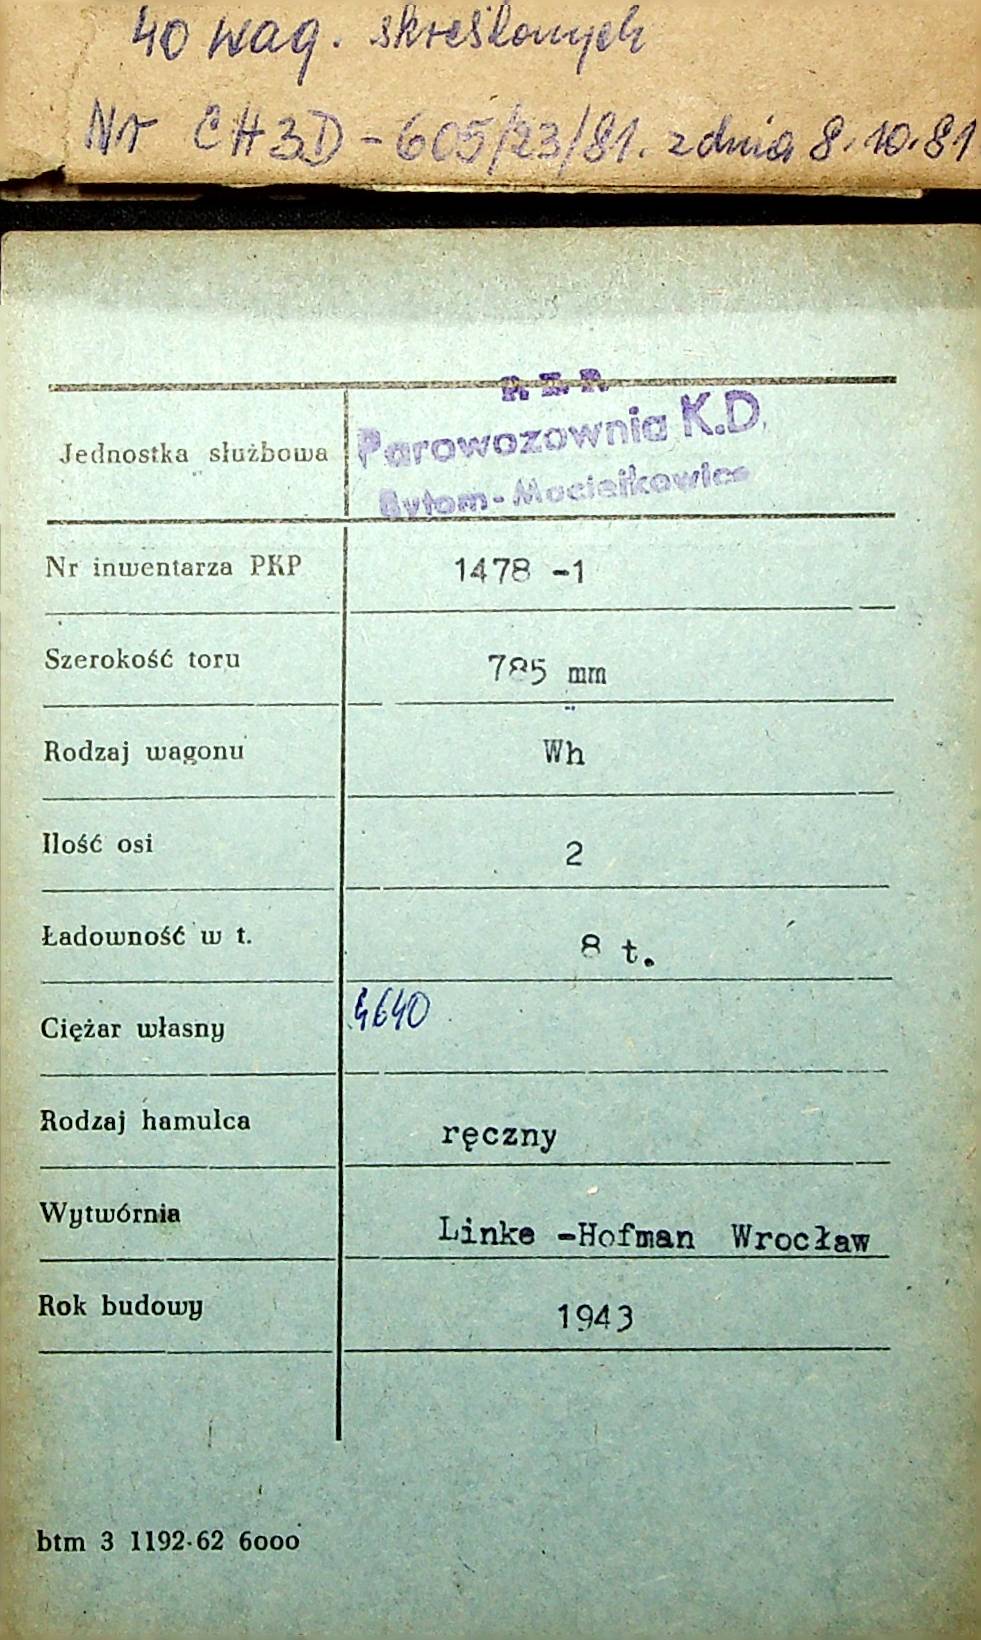 40 wag. skreślonych
Nr CH3D-605/23/81. z dnia 8.10.81
Jednostka służbowa
Parowozownia K.D.
Bytom-Maciejkowice
Nr inwentarza PKP 1478 -1
Szerokość toru 785 mm
Rodzaj wagonu Wh
Ilość osi 2
Ładowność w t. 8 t.
Ciężar własny 4640
Rodzaj hamulca ręczny
Wytwórnia Linke -Hofman Wrocław
Rok budowy 1943
btm 3 1192-62 6000